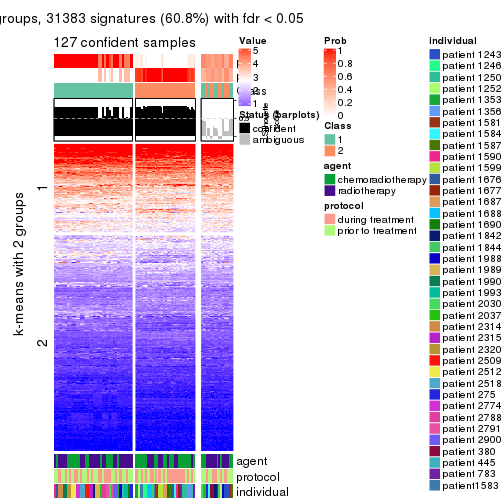 groups, 31383 signatures (60.8%) with fdr < 0.05
127 confident samples
k-means with 2 groups
1
2
agent
protocol
individual
Value
5
4
3
2
1
Status (barplots)
confident
ambiguous
Prob
1
0.8
0.6
0.4
0.2
0
Class
1
2
agent
chemoradiotherapy
radiotherapy
protocol
during treatment
prior to treatment
individual
patient 1243
patient 1246
patient 1250
patient 1252
patient 1353
patient 1356
patient 1581
patient 1584
patient 1587
patient 1590
patient 1599
patient 1676
patient 1677
patient 1687
patient 1688
patient 1690
patient 1842
patient 1844
patient 1988
patient 1989
patient 1990
patient 1993
patient 2030
patient 2037
patient 2314
patient 2315
patient 2320
patient 2509
patient 2512
patient 2518
patient 275
patient 2774
patient 2788
patient 2791
patient 2900
patient 380
patient 445
patient 783
patient1583